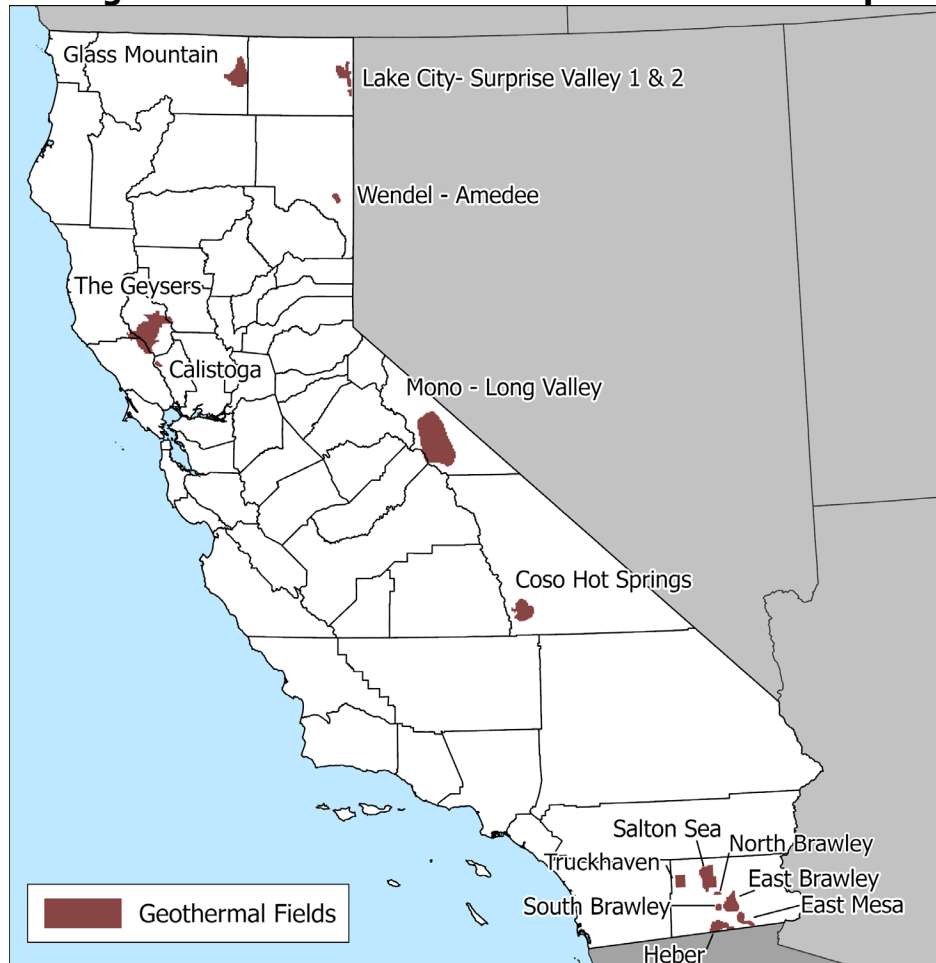 Glass Mountain
Lake City- Surprise Valley 1 & 2
Wendel - Amedee
The Geysers
Calistoga
Mono - Long Valley
Coso Hot Springs
Salton Sea
North Brawley
Truckhaven
East Brawley
South Brawley
East Mesa
Heber
Geothermal Fields